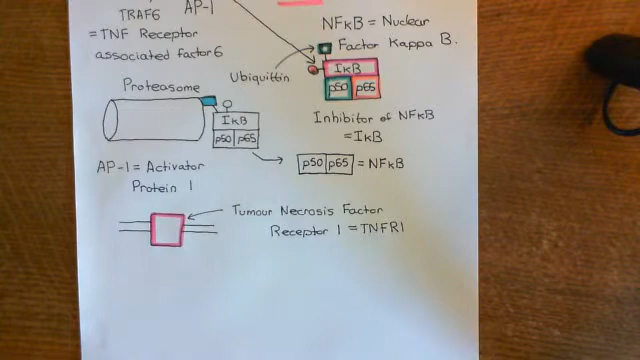 TRAF6
AP-1
= TNF Receptor
associated factor 6
NFκB = Nuclear
Factor Kappa B.
Ubiquittin
IκB
p50 p65
Proteasome
IκB
p50 p65
Inhibitor of NFκB
= IκB
p50 p65 = NFκB
AP-1 = Activator
Protein 1
Tumour Necrosis Factor
Receptor 1 = TNFR1